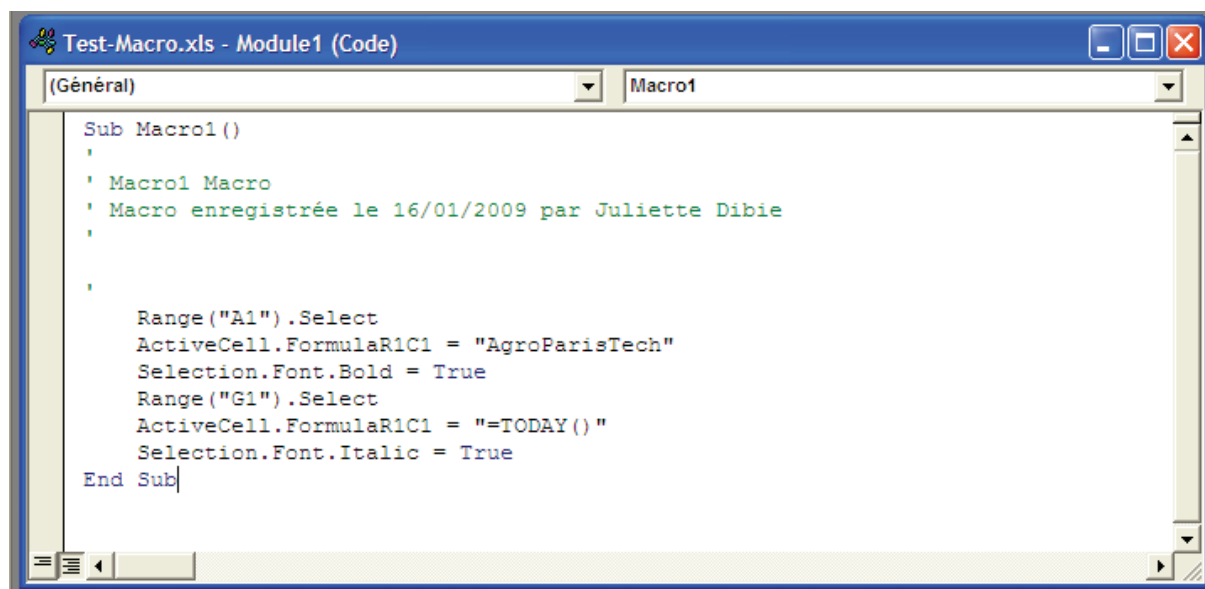 Test-Macro.xls - Module1 (Code)
(Général) Macro1
Sub Macro1()
'
' Macro1 Macro
' Macro enregistrée le 16/01/2009 par Juliette Dibie
'
'
Range("A1").Select
ActiveCell.FormulaR1C1 = "AgroParisTech"
Selection.Font.Bold = True
Range("G1").Select
ActiveCell.FormulaR1C1 = "=TODAY()"
Selection.Font.Italic = True
End Sub